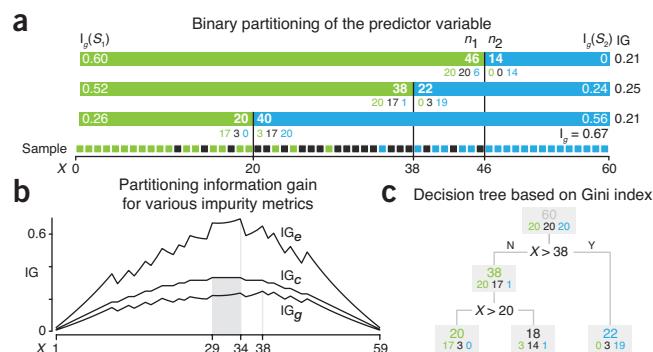 a Binary partitioning of the predictor variable
Ig(S1) n1 n2 Ig(S2) IG
0.60 46 14 0 0.21
20 20 6 0 0 14
0.52 38 22 0.24 0.25
20 17 1 0 3 19
0.26 20 40 0.56 0.21
17 3 0 3 17 20 Ig = 0.67
Sample
X 0 20 38 46 60
b Partitioning information gain
for various impurity metrics
0.6
IGe
IG
IGc
IGg
0
X 1 29 34 38 59
c Decision tree based on Gini index
60
20 20 20
N X > 38 Y
38
20 17 1
X > 20
20 18 22
17 3 0 3 14 1 0 3 19